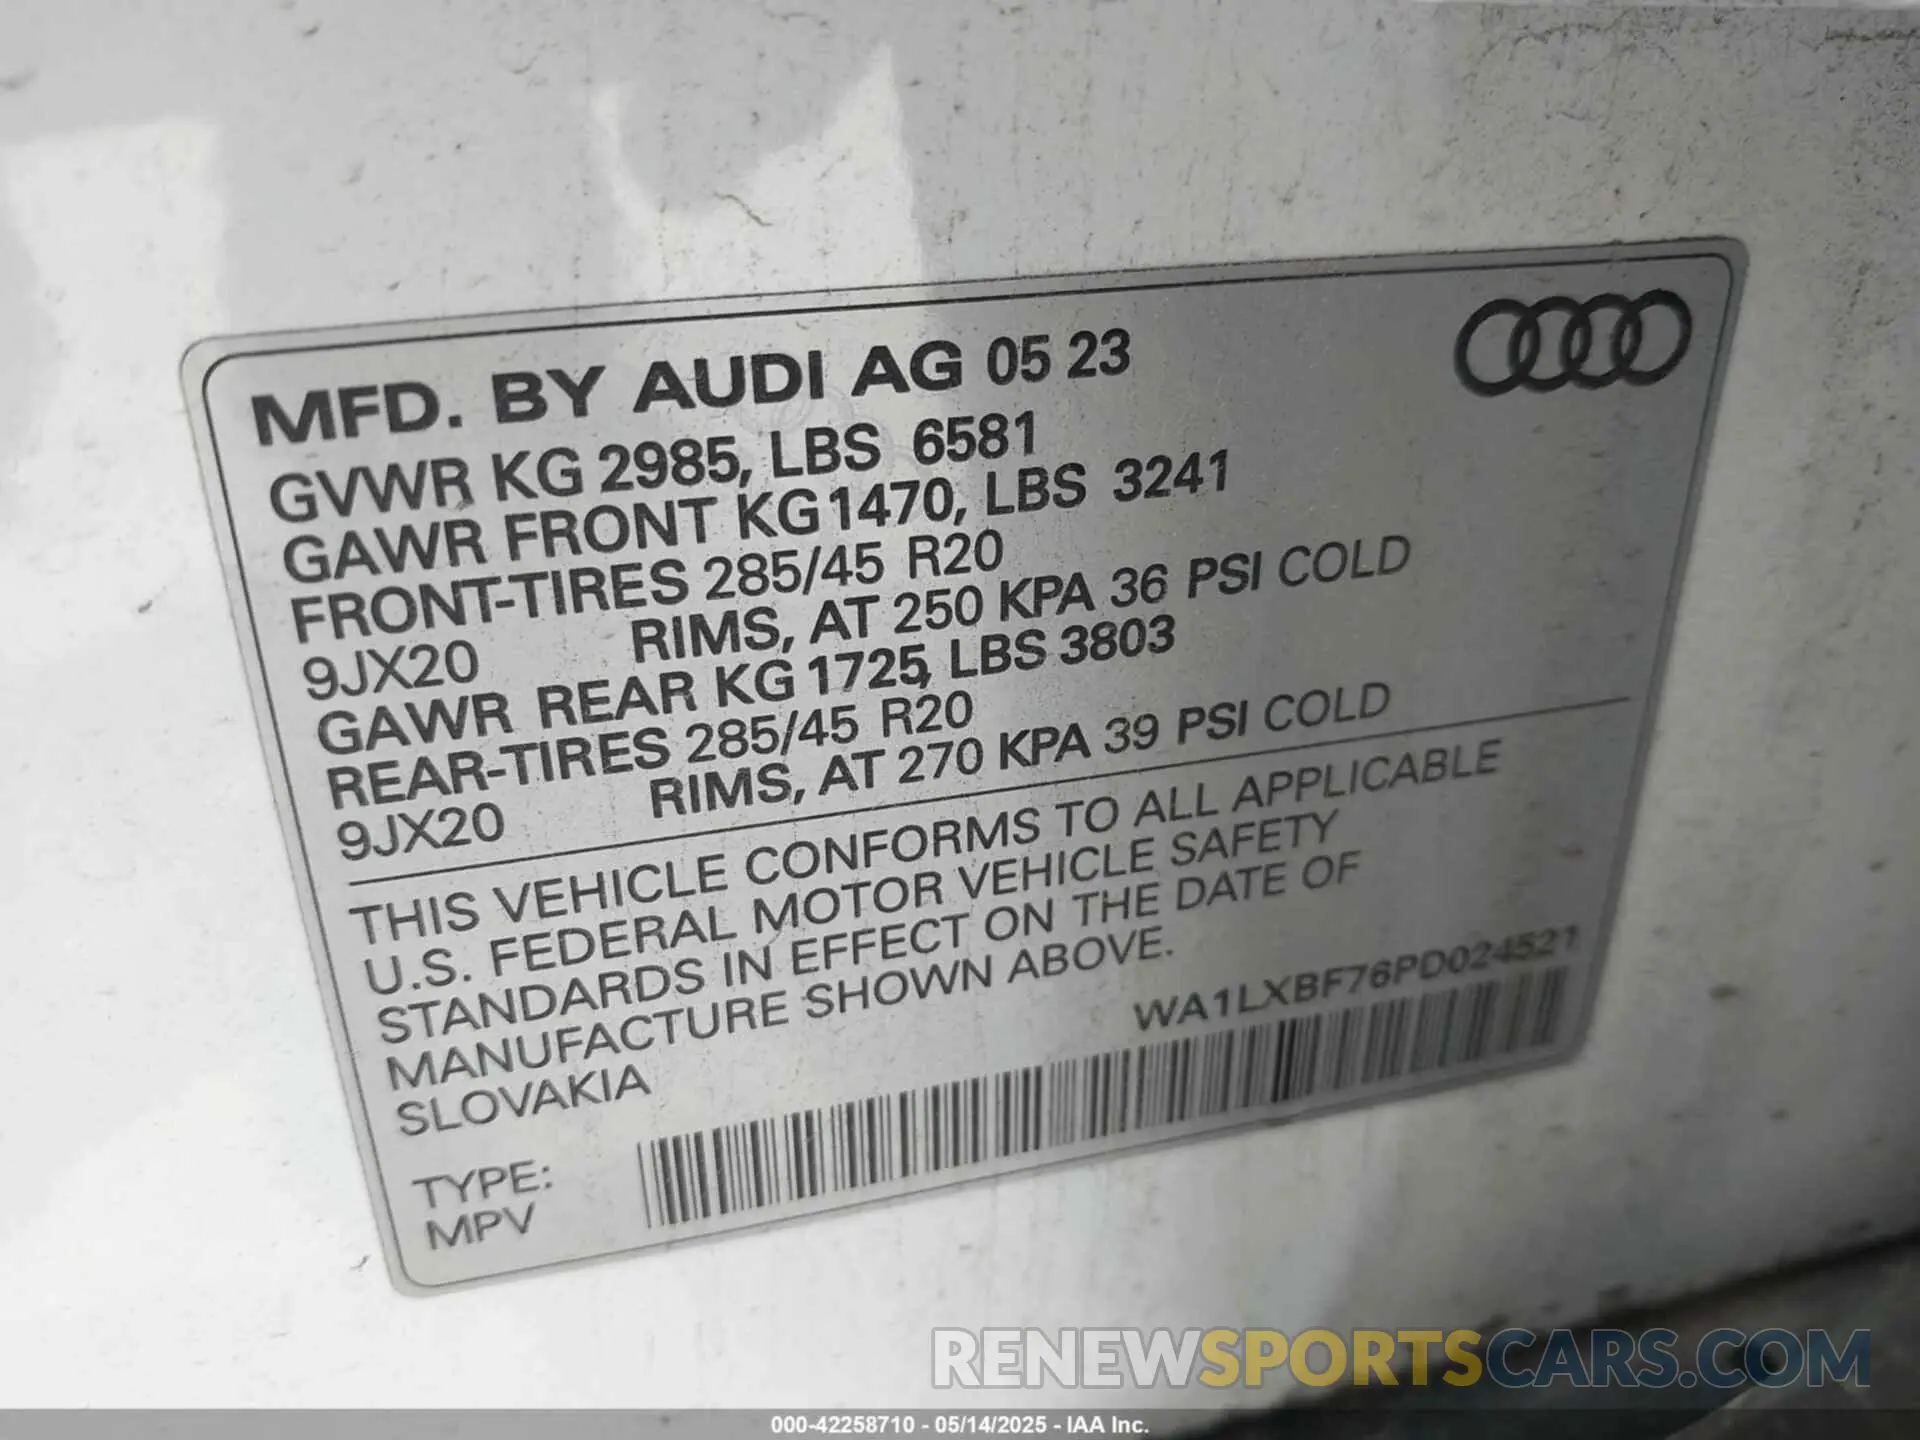 MFD. BY AUDI AG 05 23
GVWR KG 2985, LBS 6581
GAWR FRONT KG 1470, LBS 3241
FRONT-TIRES 285/45 R20
9JX20 RIMS, AT 250 KPA 36 PSI COLD
GAWR REAR KG 1725, LBS 3803
REAR-TIRES 285/45 R20
9JX20 RIMS, AT 270 KPA 39 PSI COLD
THIS VEHICLE CONFORMS TO ALL APPLICABLE
U.S. FEDERAL MOTOR VEHICLE SAFETY
STANDARDS IN EFFECT ON THE DATE OF
MANUFACTURE SHOWN ABOVE.
SLOVAKIA
WA1LXBF76PD024521
TYPE:
MPV
RENEWSPORTSCARS.COM
000-42258710 - 05/14/2025 - IAA Inc.